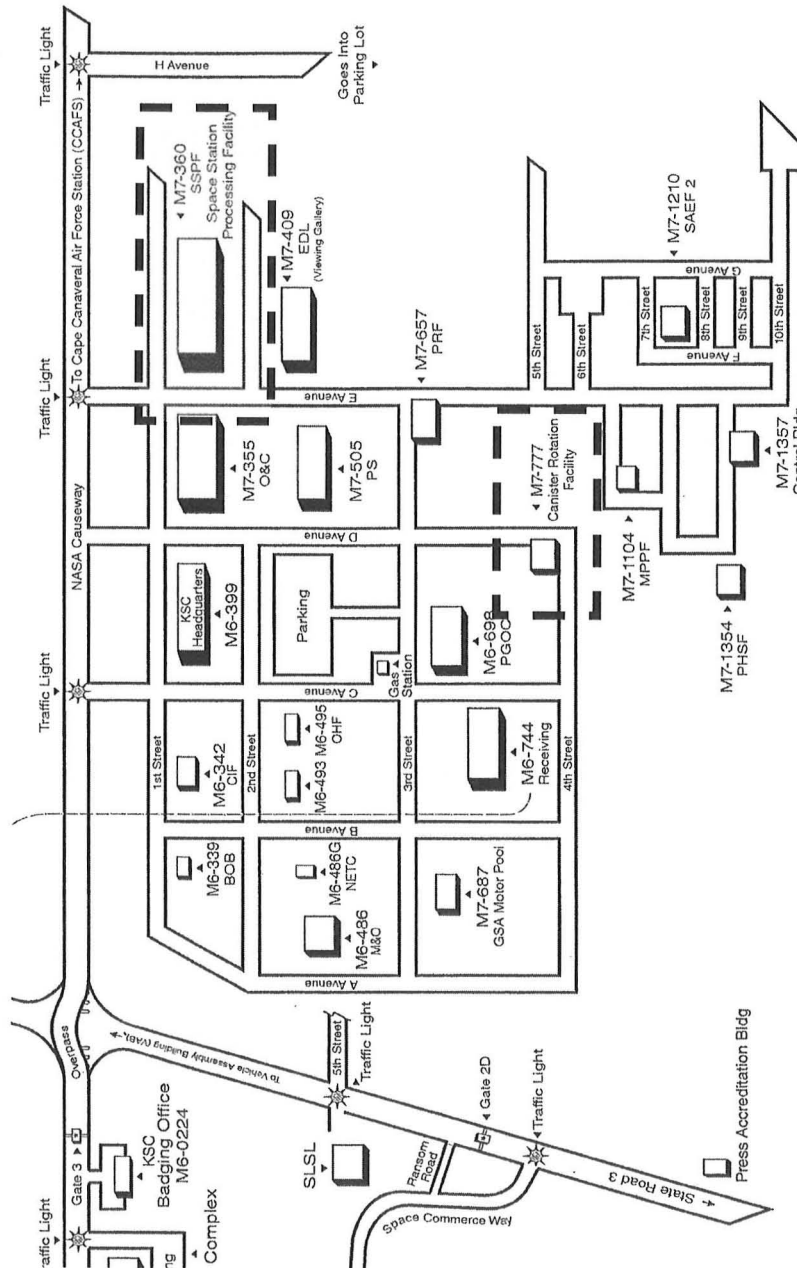 Traffic Light
Gate 3
KSC
Badging Office
M6-0224
Complex
Overpass
To Vehicle Assembly Building (VAB)
5th Street
Traffic Light
SLSL
Ransom
Road
Gate 2D
Traffic Light
Space Commerce Way
State Road 3
Press Accreditation Bldg
Traffic Light
NASA Causeway
Traffic Light
To Cape Canaveral Air Force Station (CCAFS)
Traffic Light
H Avenue
Goes Into
Parking Lot
1st Street
2nd Street
3rd Street
4th Street
A Avenue
B Avenue
C Avenue
D Avenue
E Avenue
M6-339
BOB
M6-342
CIF
KSC
Headquarters
M6-399
M7-355
O&C
M7-360
SSPF
Space Station
Processing Facility
M6-486
M&O
M6-486G
NETC
M6-493
M6-495
OHF
Parking
Gas
Station
M7-505
PS
M7-409
EDL
(Viewing Gallery)
M7-687
GSA Motor Pool
M6-744
Receiving
PGOC
M7-657
PRF
M7-777
Canister Rotation
Facility
5th Street
6th Street
7th Street
8th Street
9th Street
10th Street
F Avenue
G Avenue
M7-1210
SAEF 2
M7-1104
MPPF
M7-1354
PHSF
M7-1357